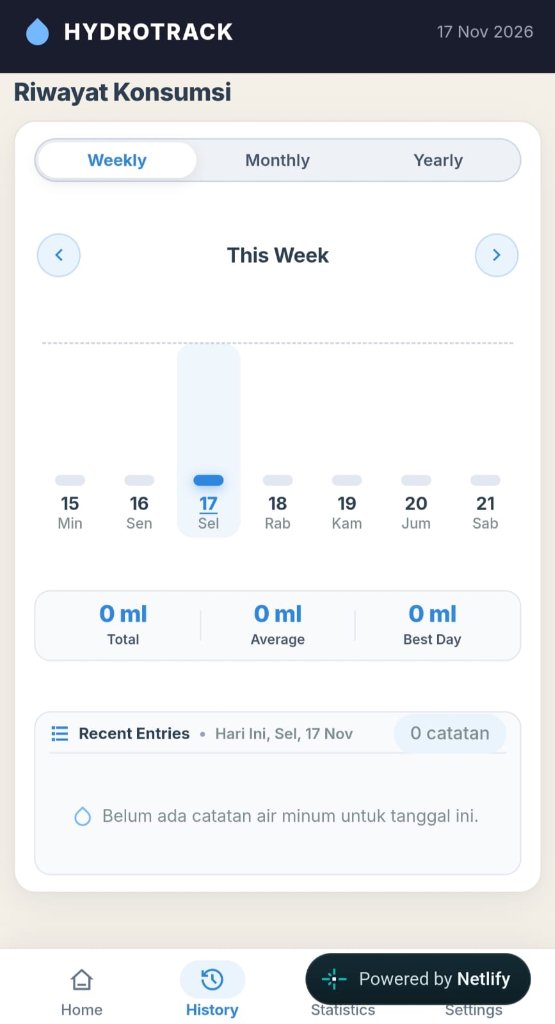 HYDROTRACK 17 Nov 2026
Riwayat Konsumsi
Weekly Monthly Yearly
This Week
15 16 17 18 19 20 21
Min Sen Sel Rab Kam Jum Sab
0 ml 0 ml 0 ml
Total Average Best Day
Recent Entries • Hari Ini, Sel, 17 Nov 0 catatan
Belum ada catatan air minum untuk tanggal ini.
Powered by Netlify
Home History Statistics Settings